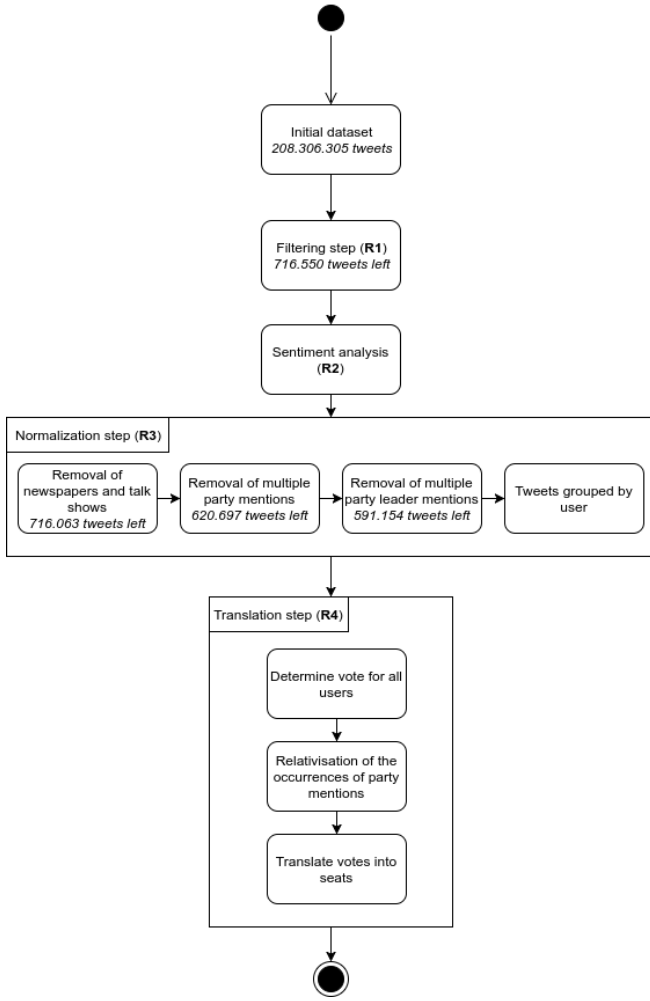 Initial dataset
208.306.305 tweets
Filtering step (R1)
716.550 tweets left
Sentiment analysis
(R2)
Normalization step (R3)
Removal of
newspapers and talk
shows
716.063 tweets left
Removal of multiple
party mentions
620.697 tweets left
Removal of multiple
party leader mentions
591.154 tweets left
Tweets grouped by
user
Translation step (R4)
Determine vote for all
users
Relativisation of the
occurrences of party
mentions
Translate votes into
seats